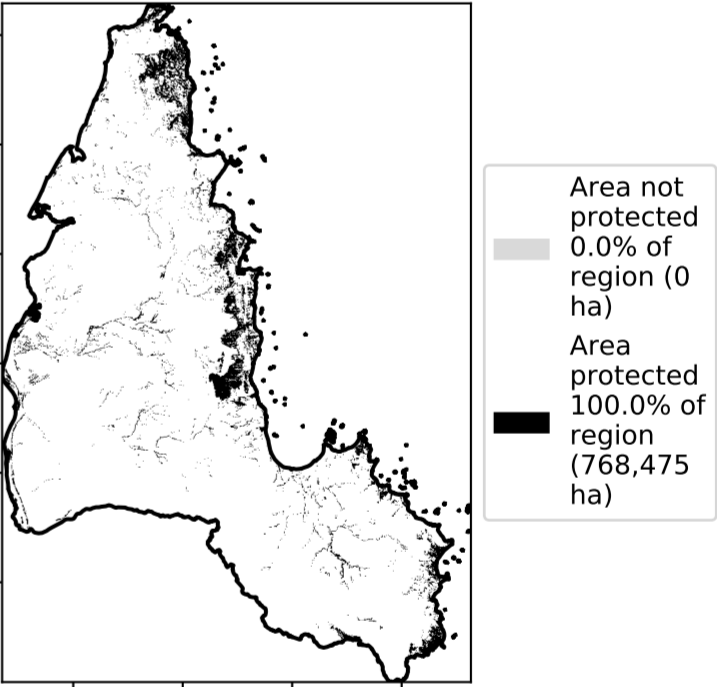 Area not
protected
0.0% of
region (0
ha)
Area
protected
100.0% of
region
(768,475
ha)